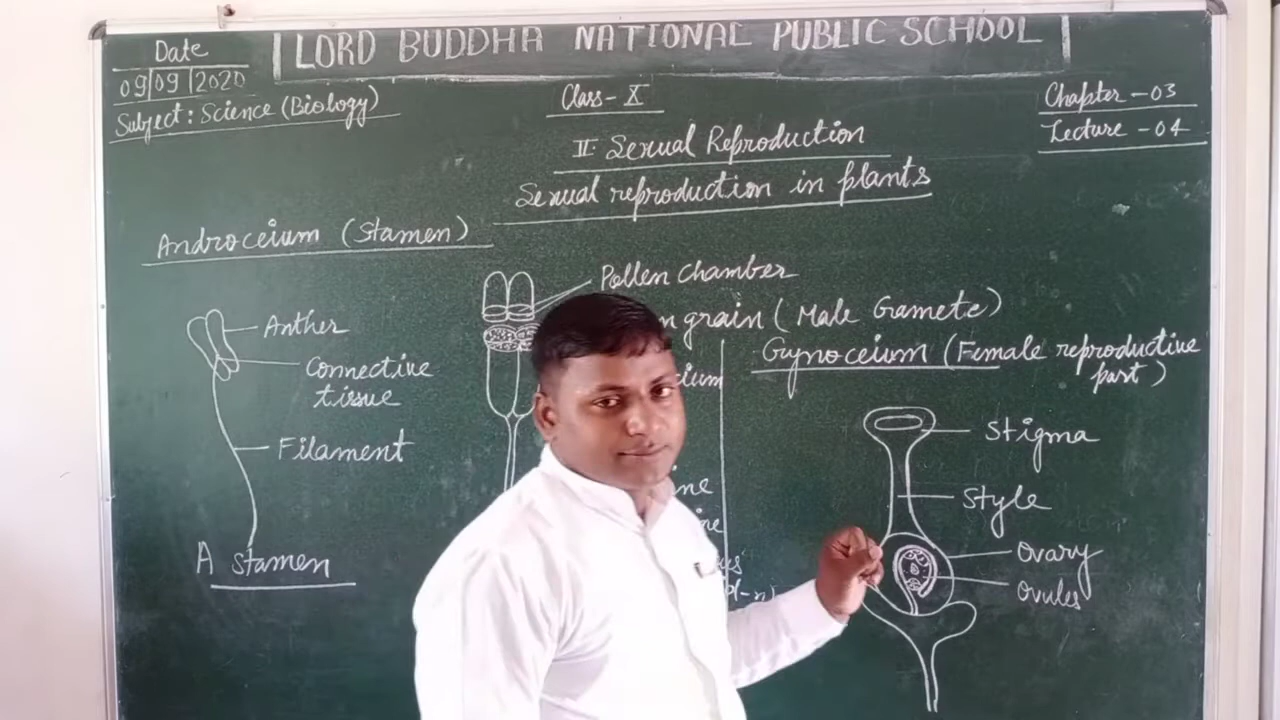 Date
LORD BUDDHA NATIONAL PUBLIC SCHOOL
09/09/2020
Subject: Science (Biology)
Class - X
Chapter - 03
Lecture - 04
II. Sexual Reproduction
Sexual reproduction in plants
Androceium (Stamen)
Pollen chamber
grain (Male Gamete)
Anther
Connective
tissue
Filament
A stamen
Gynoceium (Female reproductive
part)
Stigma
Style
Ovary
Ovules